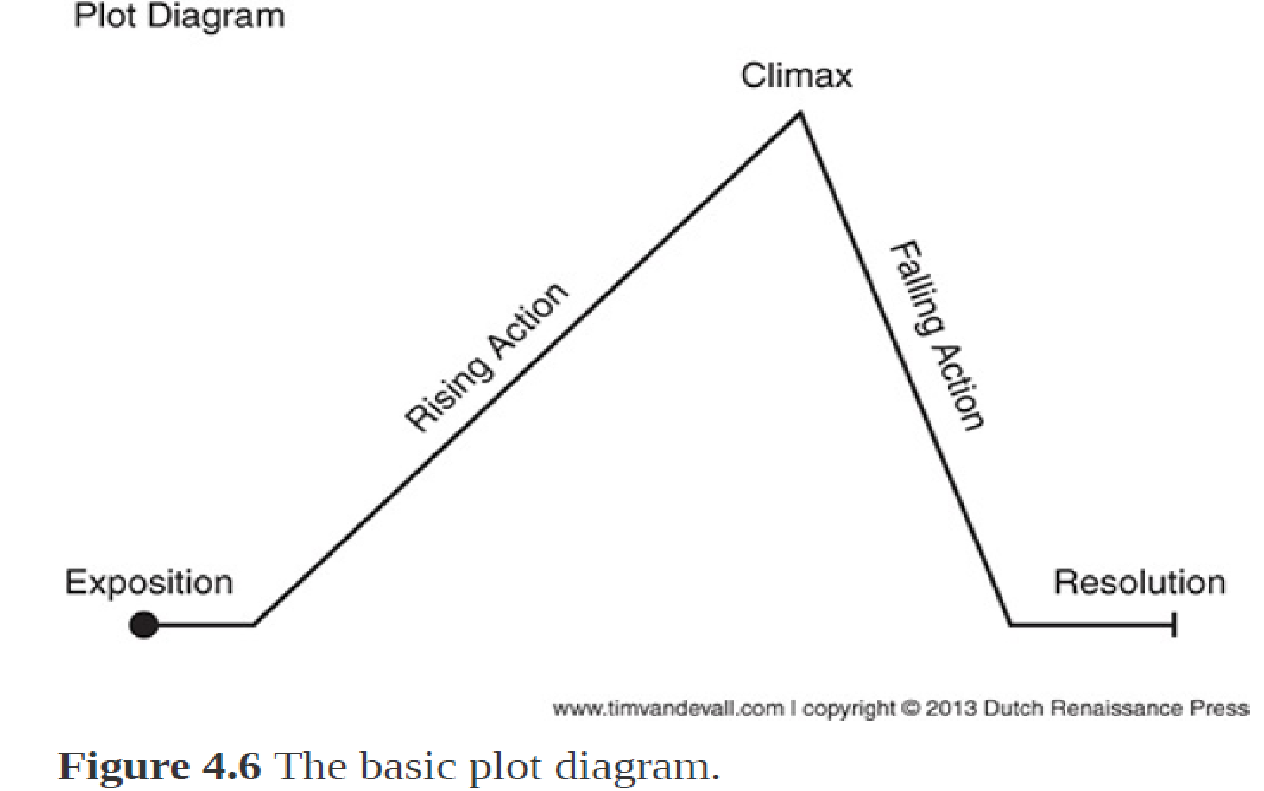 Plot Diagram
Climax
Rising Action
Falling Action
Exposition
Resolution
www.timvandevall.com | copyright © 2013 Dutch Renaissance Press
Figure 4.6 The basic plot diagram.